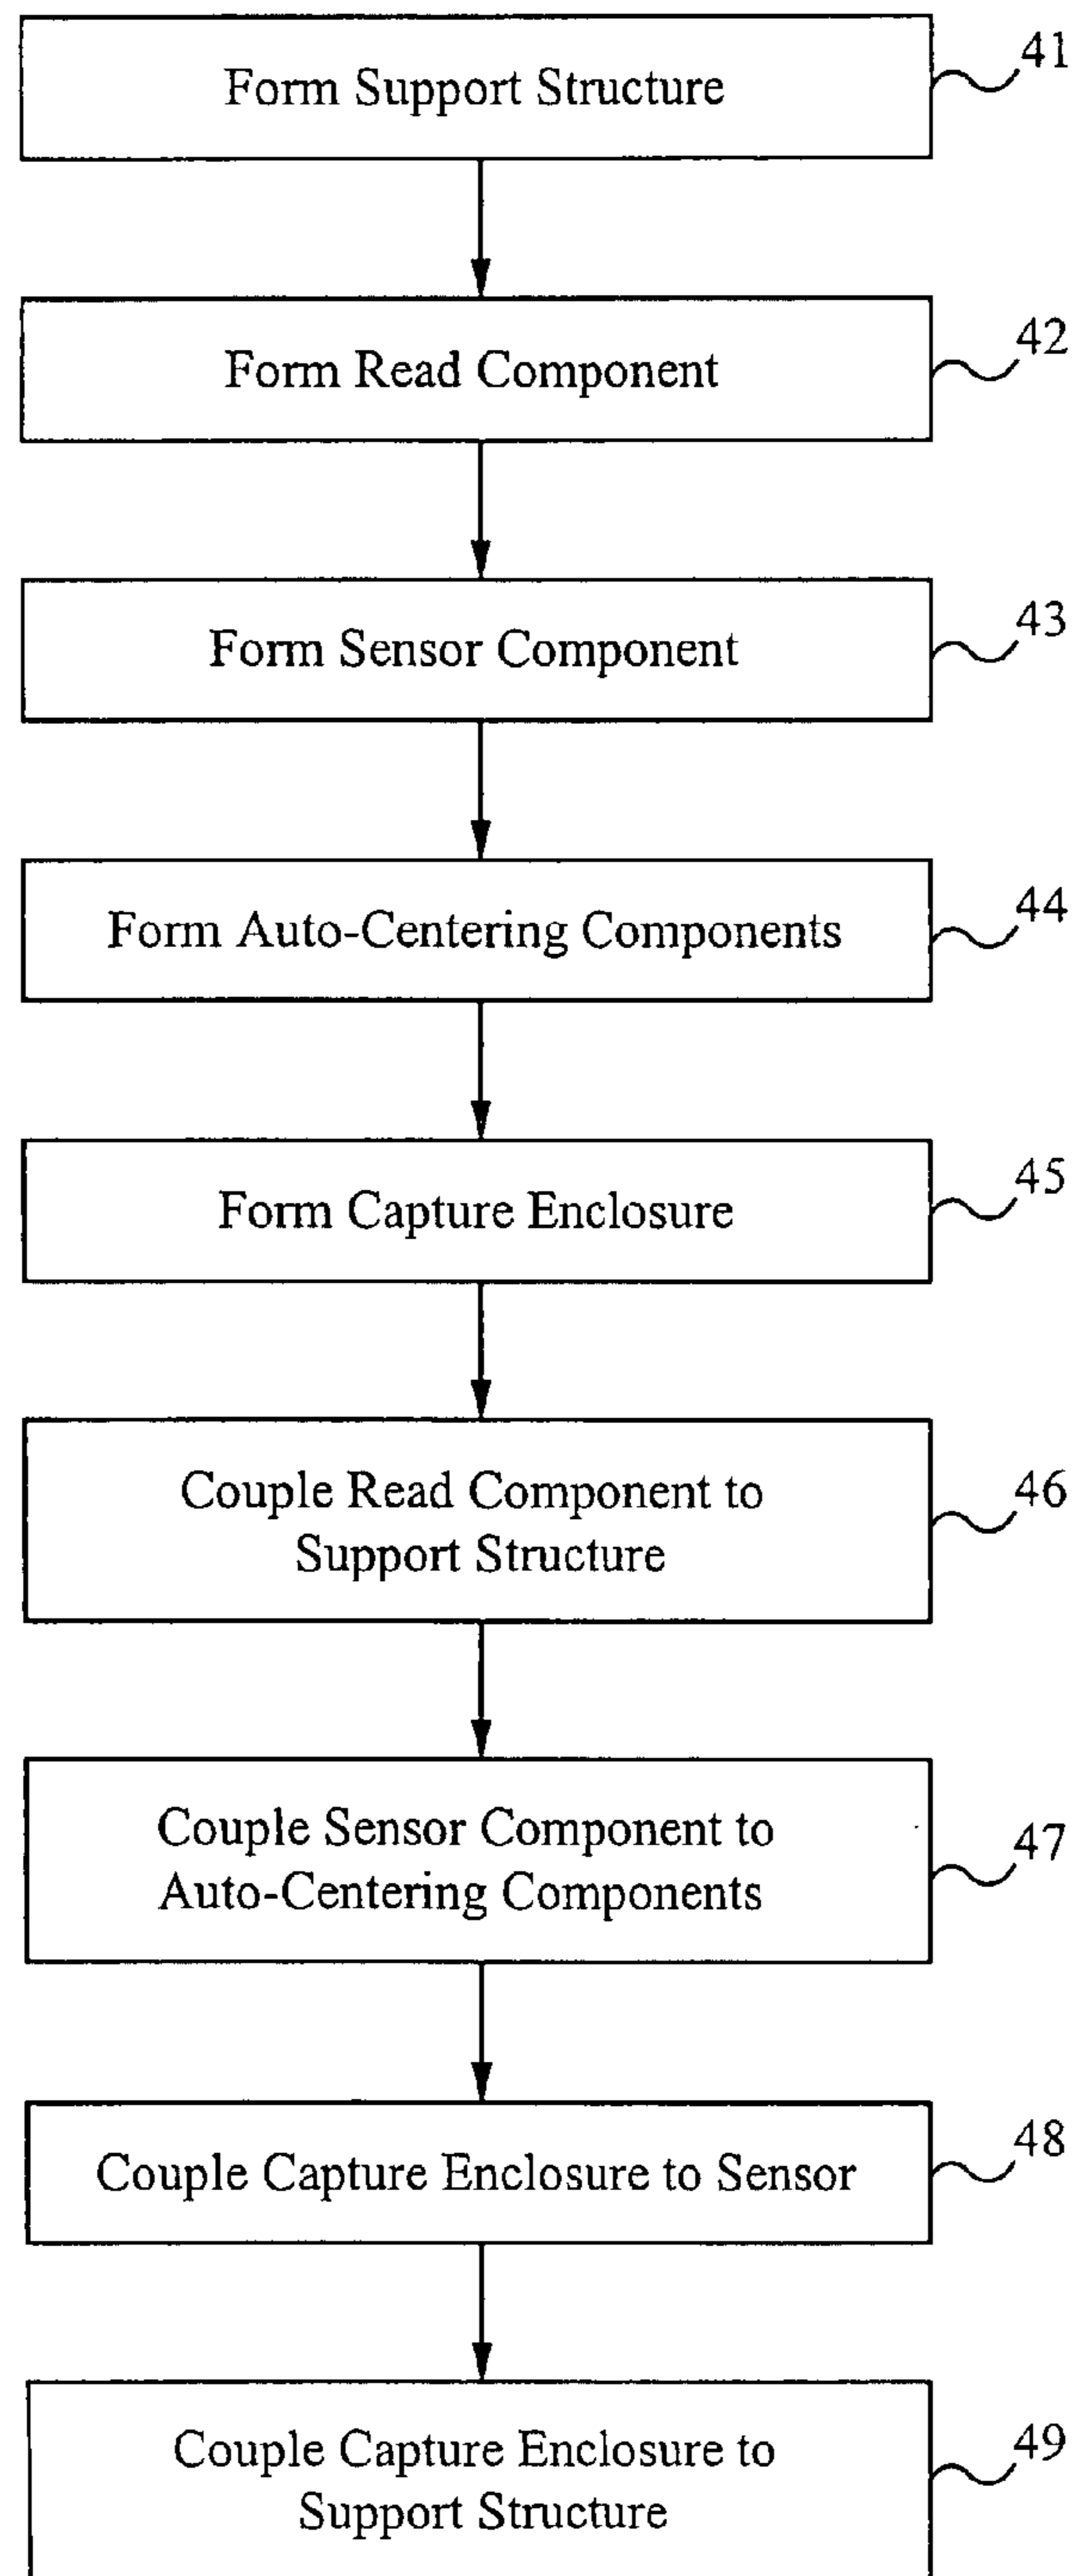 Form Support Structure
41
Form Read Component
42
Form Sensor Component
43
Form Auto-Centering Components
44
Form Capture Enclosure
45
Couple Read Component to
Support Structure
46
Couple Sensor Component to
Auto-Centering Components
47
Couple Capture Enclosure to Sensor
48
Couple Capture Enclosure to
Support Structure
49